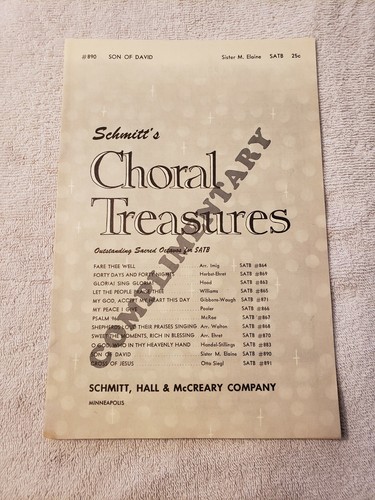 #890 SON OF DAVID Sister M. Elaine SATB 25c
Schmitt's
Choral
Treasures
Outstanding Sacred Octavos for SATB
FARE THEE WELL Arr. Imig SATB #864
FORTY DAYS AND FORTY NIGHTS Herbst-Ehret SATB #869
GLORIA! SING GLORIA! Hood SATB #863
LET THE PEOPLE PRAISE THEE Williams SATB #865
MY GOD, ACCEPT MY HEART THIS DAY Gibbons-Waugh SATB #871
MY PEACE I GIVE Pooler SATB #866
PSALM McRae SATB #867
SHEPHERDS LOUD THEIR PRAISES SINGING Arr. Walton SATB #868
SWEET THE MOMENTS, RICH IN BLESSING Arr. Ehret SATB #870
O GOD, WHO IN THY HEAVENLY HAND Handel-Stillings SATB #883
SON OF DAVID Sister M. Elaine SATB #890
CROSS OF JESUS Otto Siegl SATB #891
COMPLIMENTARY
SCHMITT, HALL & McCREARY COMPANY
MINNEAPOLIS